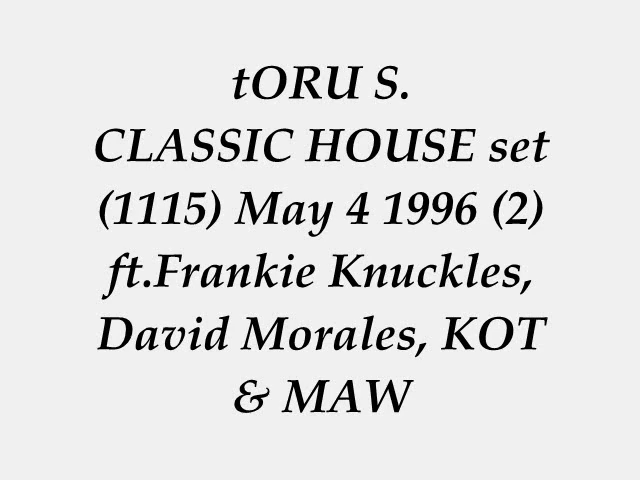 tORU S.
CLASSIC HOUSE set
(1115) May 4 1996 (2)
ft.Frankie Knuckles,
David Morales, KOT
& MAW